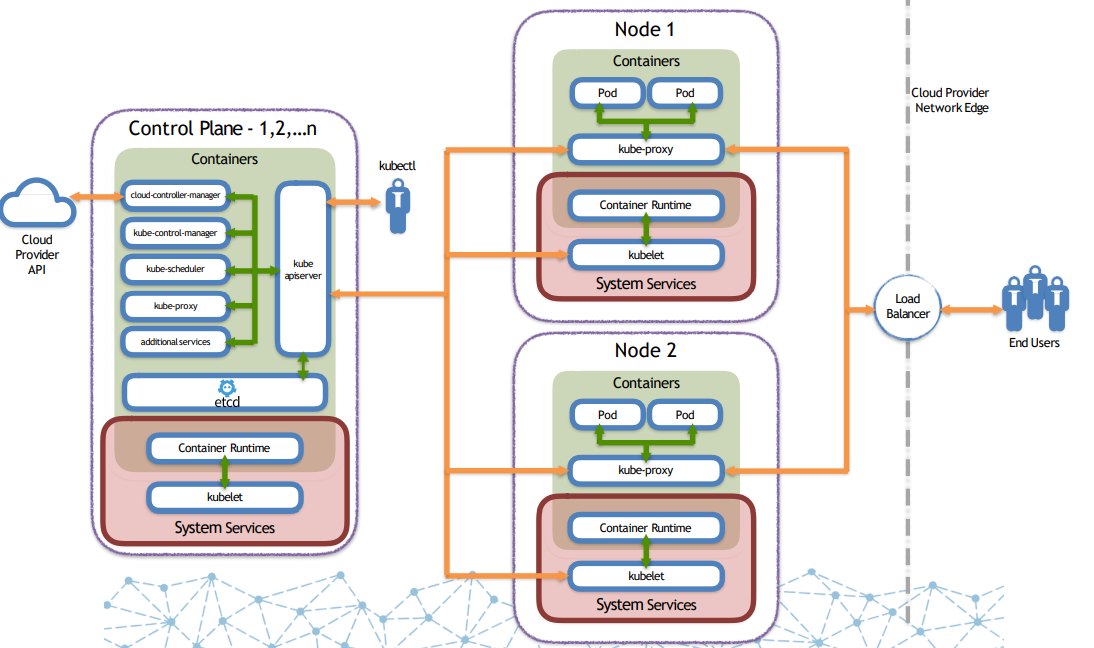 Cloud
Provider
API
Control Plane - 1,2,...n
Containers
cloud-controller-manager
kube-control-manager
kube-scheduler
kube-proxy
additional services
kube
apiserver
etcd
Container Runtime
kubelet
System Services
kubectl
Node 1
Containers
Pod
Pod
kube-proxy
Container Runtime
kubelet
System Services
Node 2
Containers
Pod
Pod
kube-proxy
Container Runtime
kubelet
System Services
Cloud Provider
Network Edge
Load
Balancer
End Users